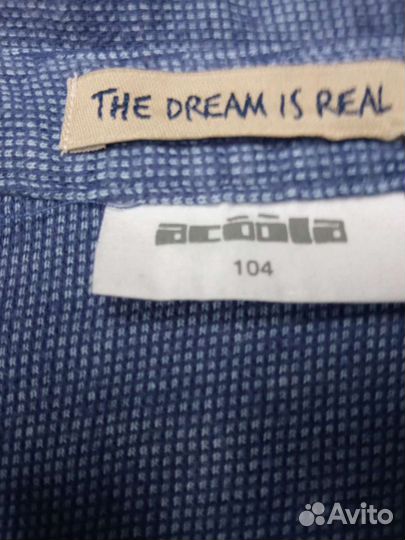 THE DREAM IS REAL
acoola
104
Avito